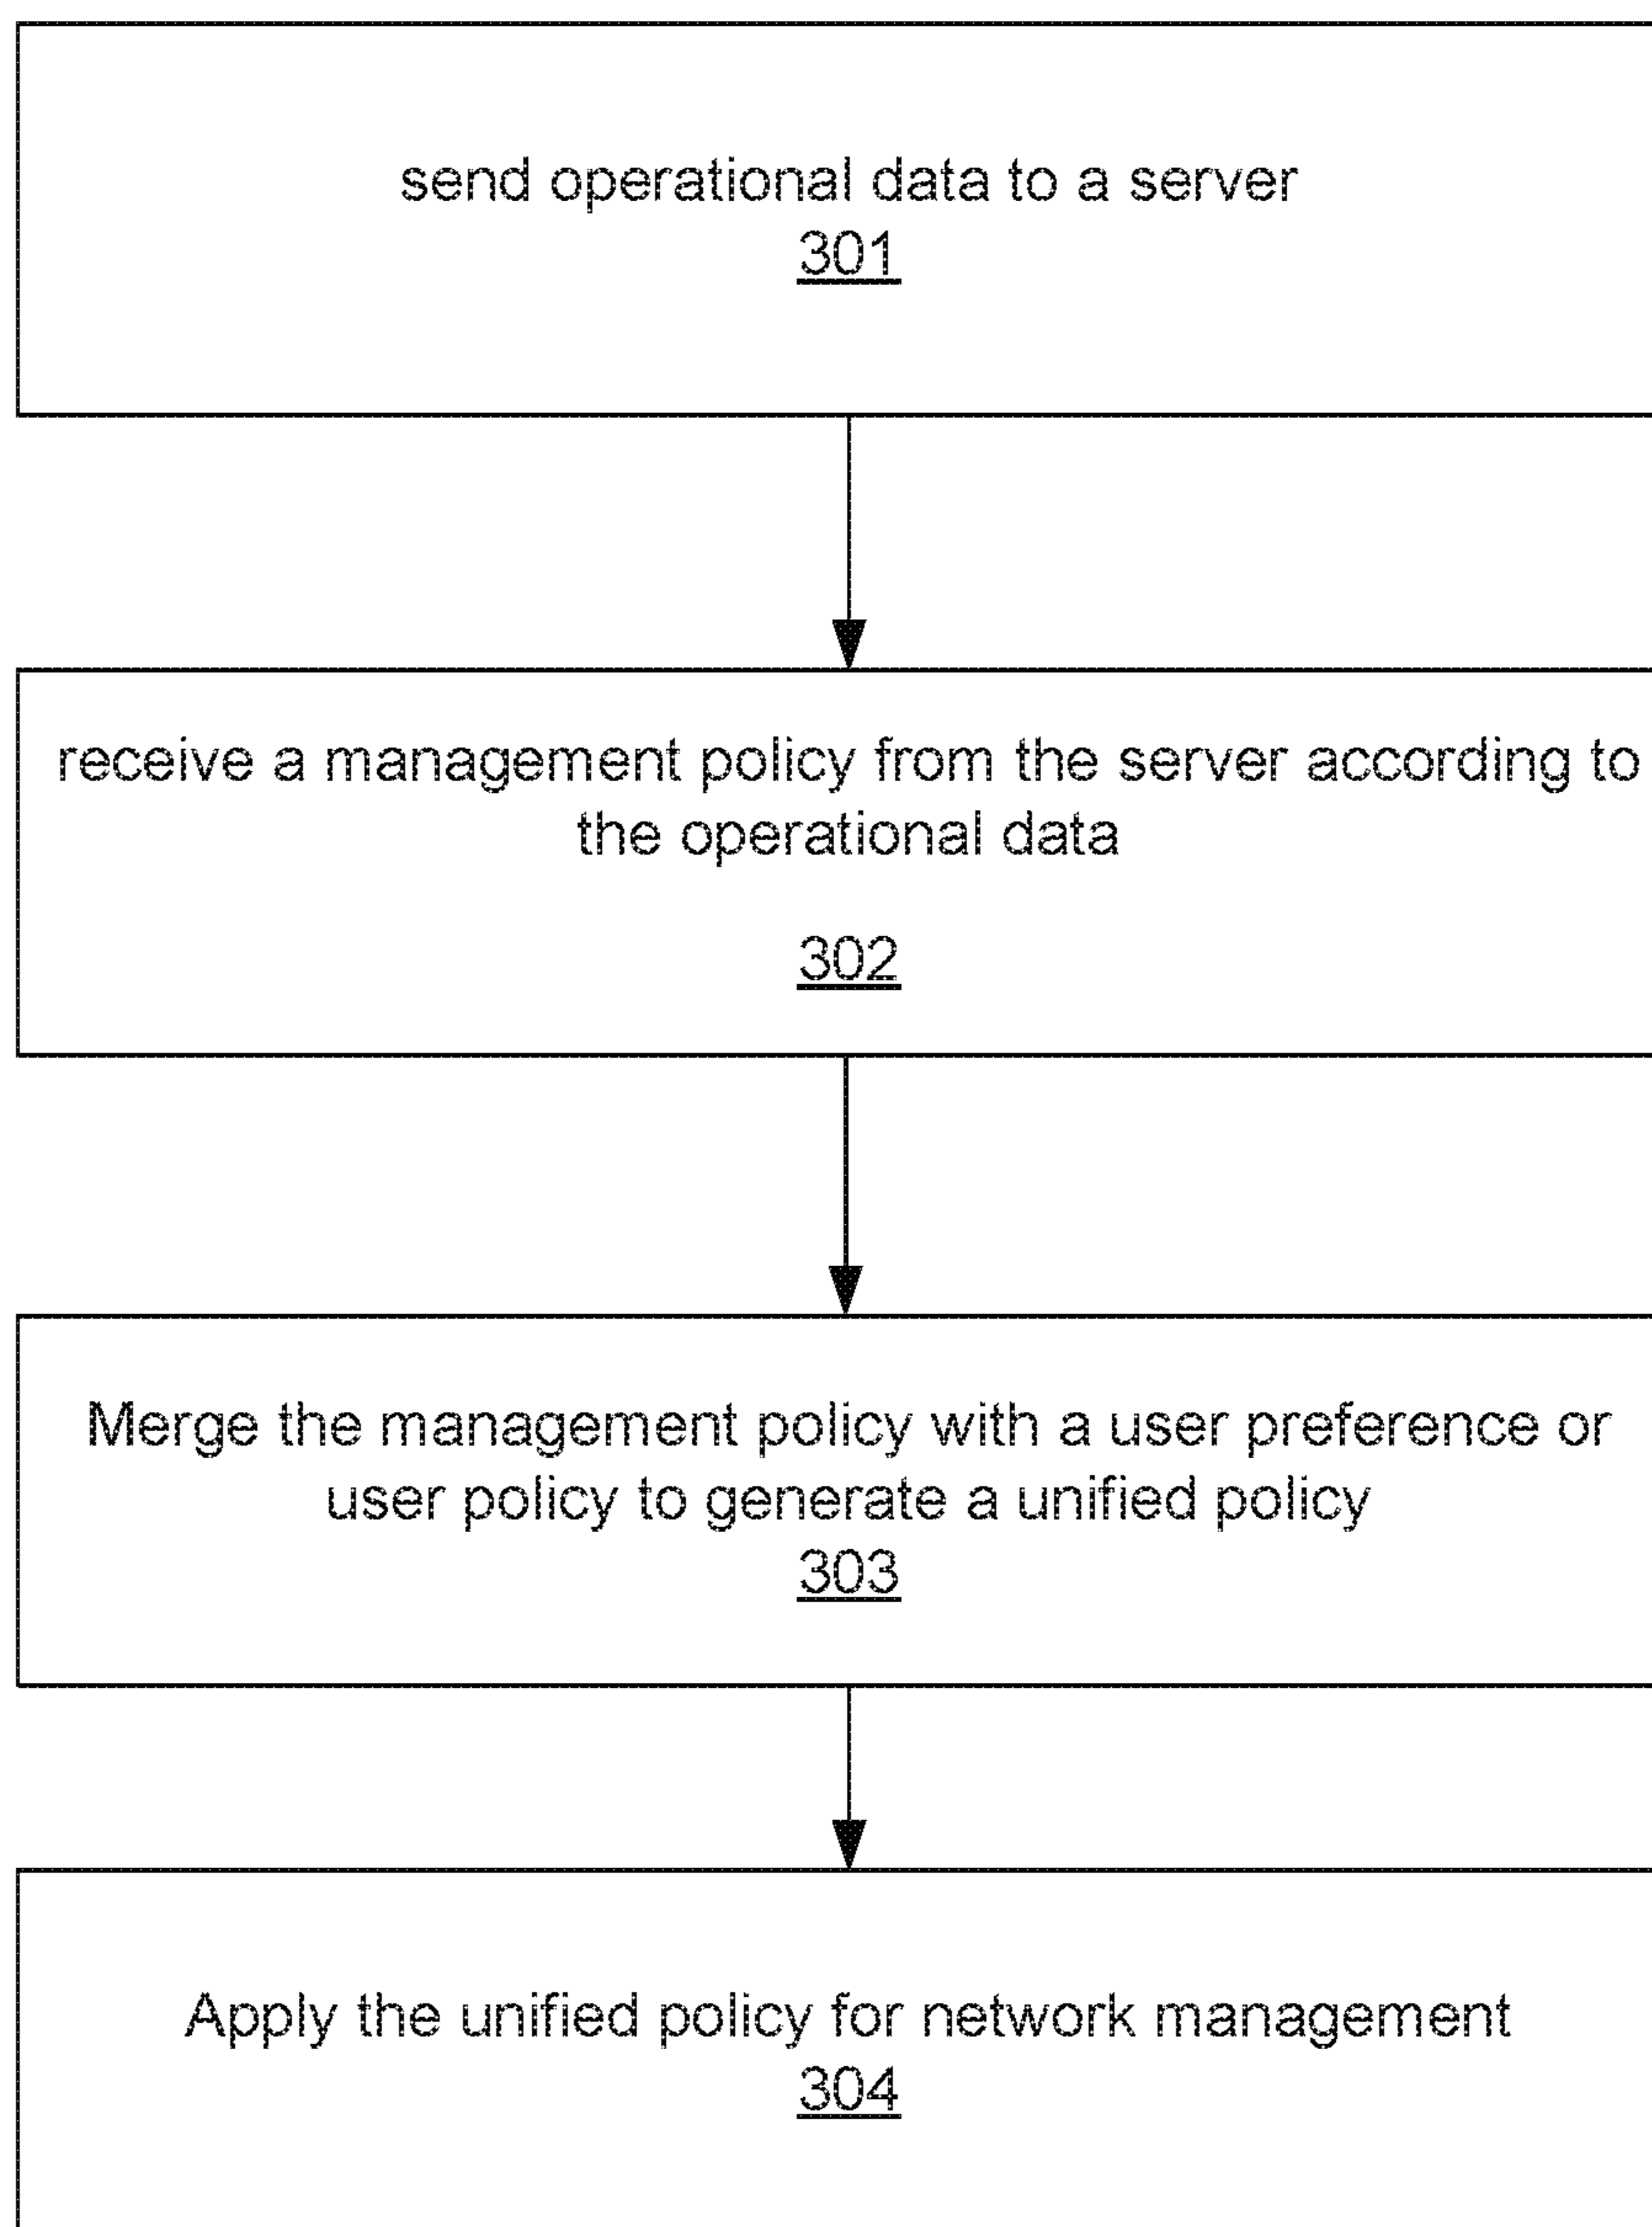 send operational data to a server
301
receive a management policy from the server according to
the operational data
302
Merge the management policy with a user preference or
user policy to generate a unified policy
303
Apply the unified policy for network management
304